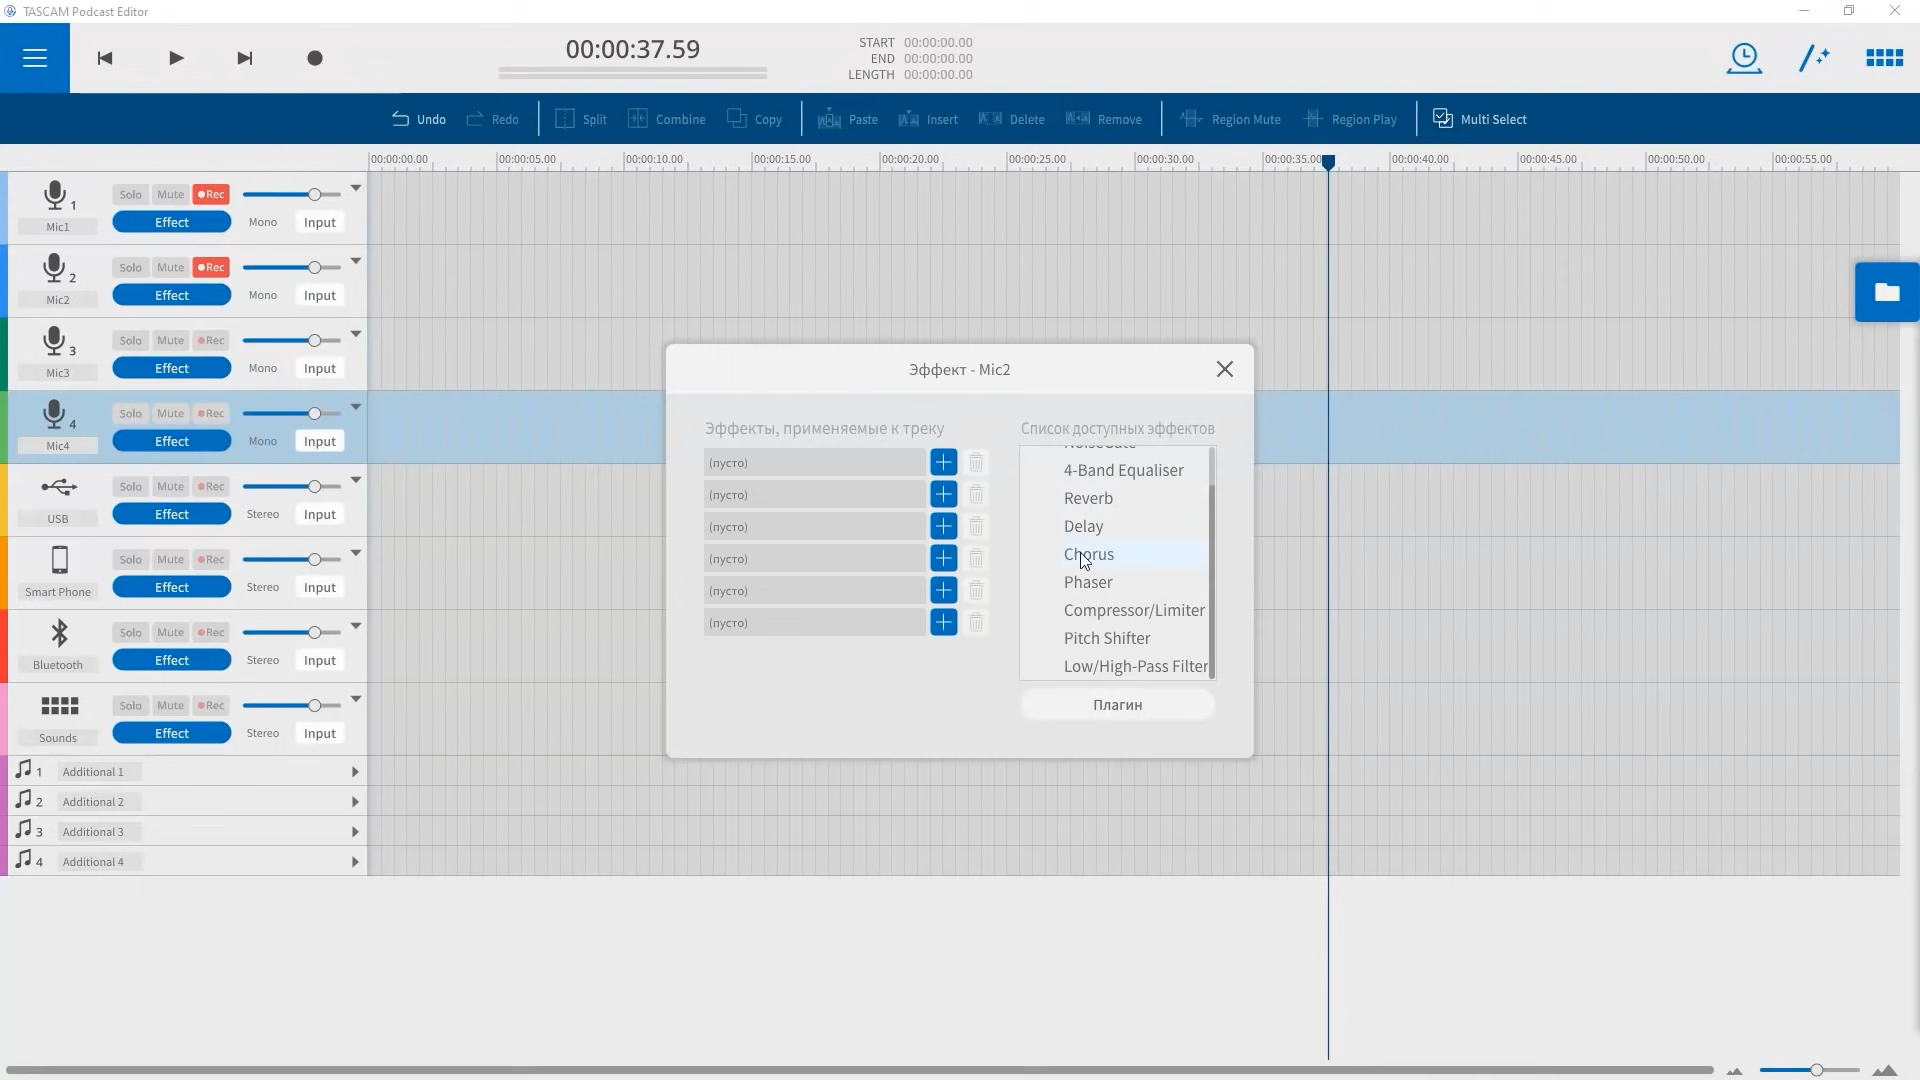 TASCAM Podcast Editor
00:00:37.59
START 00:00:00.00
END 00:00:00.00
LENGTH 00:00:00.00
Undo Redo Split Combine Copy Paste Insert Delete Remove Region Mute Region Play Multi Select
00:00:00.00 00:00:05.00 00:00:10.00 00:00:15.00 00:00:20.00 00:00:25.00 00:00:30.00 00:00:35.00 00:00:40.00 00:00:45.00 00:00:50.00 00:00:55.00
1 Solo Mute Rec
Mic1 Effect Mono Input
2 Solo Mute Rec
Mic2 Effect Mono Input
3 Solo Mute Rec
Mic3 Effect Mono Input
4 Solo Mute Rec
Mic4 Effect Mono Input
Solo Mute Rec
USB Effect Stereo Input
Solo Mute Rec
Smart Phone Effect Stereo Input
Solo Mute Rec
Bluetooth Effect Stereo Input
Solo Mute Rec
Sounds Effect Stereo Input
1 Additional 1
2 Additional 2
3 Additional 3
4 Additional 4
Эффект - Mic2
Эффекты, применяемые к треку
(пусто)
(пусто)
(пусто)
(пусто)
(пусто)
(пусто)
Список доступных эффектов
NoiseGate
4-Band Equaliser
Reverb
Delay
Chorus
Phaser
Compressor/Limiter
Pitch Shifter
Low/High-Pass Filter
Плагин